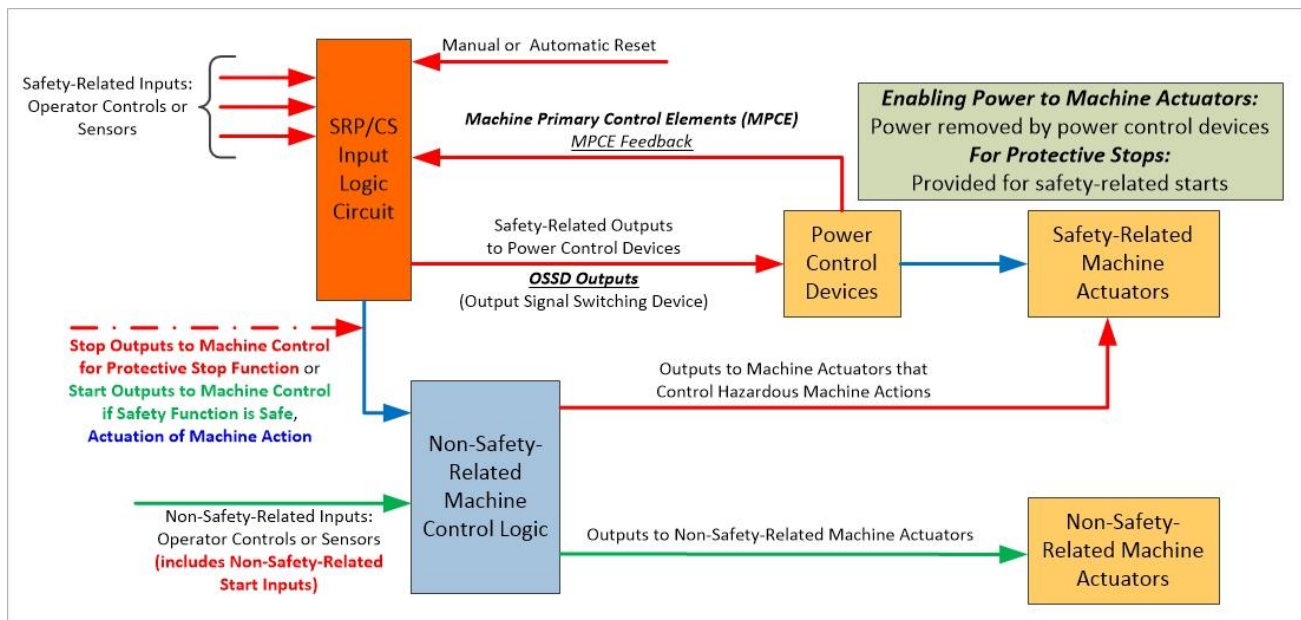 Manual or Automatic Reset
Safety-Related Inputs:
Operator Controls or
Sensors
SRP/CS
Input
Logic
Circuit
Machine Primary Control Elements (MPCE)
MPCE Feedback
Enabling Power to Machine Actuators:
Power removed by power control devices
For Protective Stops:
Provided for safety-related starts
Safety-Related Outputs
to Power Control Devices
OSSD Outputs
(Output Signal Switching Device)
Power
Control
Devices
Safety-Related
Machine
Actuators
Stop Outputs to Machine Control
for Protective Stop Function or
Start Outputs to Machine Control
if Safety Function is Safe,
Actuation of Machine Action
Outputs to Machine Actuators that
Control Hazardous Machine Actions
Non-Safety-
Related
Machine
Control Logic
Non-Safety-Related Inputs:
Operator Controls or Sensors
(includes Non-Safety-Related
Start Inputs)
Outputs to Non-Safety-Related Machine Actuators
Non-Safety-
Related Machine
Actuators